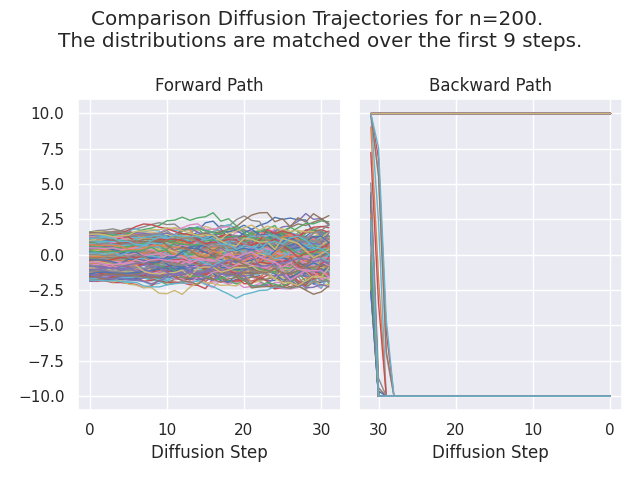 Comparison Diffusion Trajectories for n=200.
The distributions are matched over the first 9 steps.
Forward Path
Backward Path
10.0
7.5
5.0
2.5
0.0
−2.5
−5.0
−7.5
−10.0
0 10 20 30
30 20 10 0
Diffusion Step
Diffusion Step